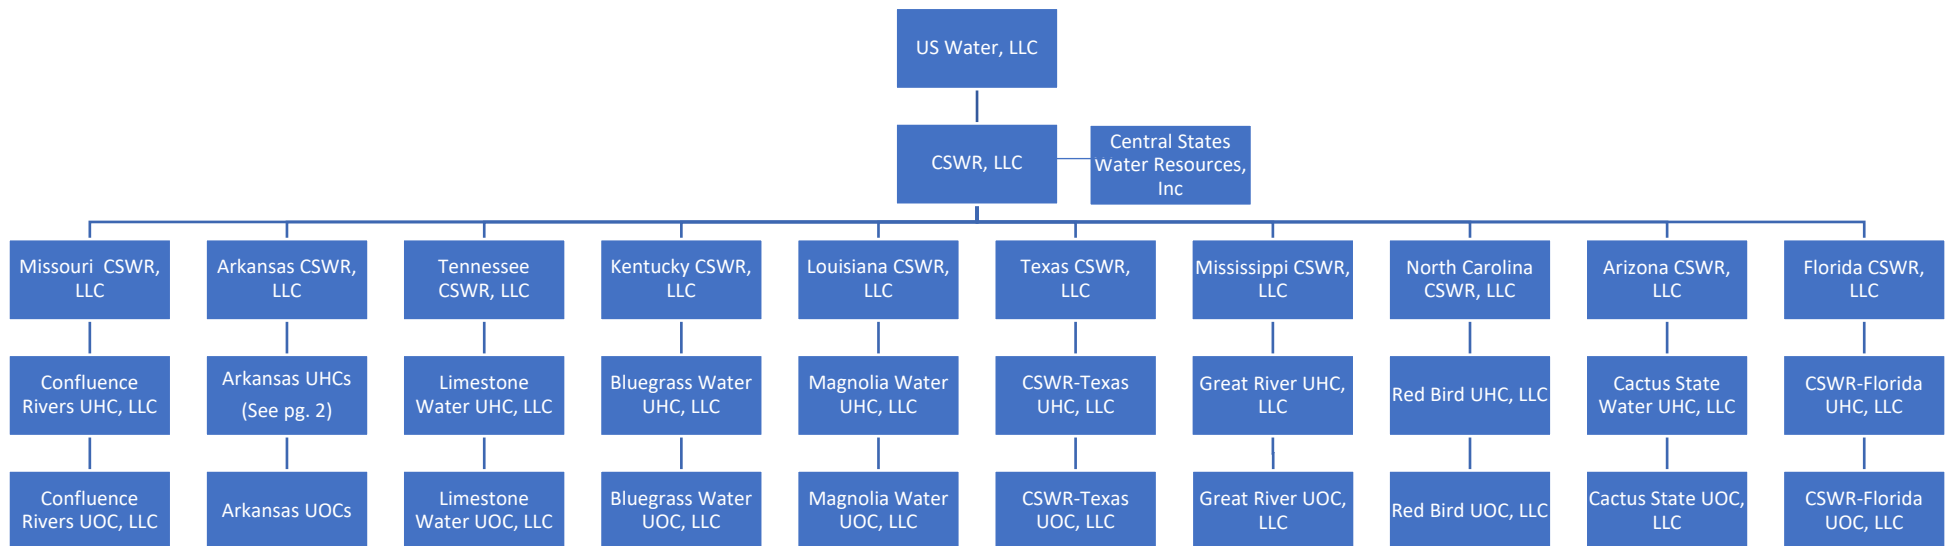 US Water, LLC
CSWR, LLC
Central States
Water Resources,
Inc
Missouri CSWR,
LLC
Arkansas CSWR,
LLC
Tennessee
CSWR, LLC
Kentucky CSWR,
LLC
Louisiana CSWR,
LLC
Texas CSWR,
LLC
Mississippi CSWR,
LLC
North Carolina
CSWR, LLC
Arizona CSWR,
LLC
Florida CSWR,
LLC
Confluence
Rivers UHC, LLC
Arkansas UHCs
(See pg. 2)
Limestone
Water UHC, LLC
Bluegrass Water
UHC, LLC
Magnolia Water
UHC, LLC
CSWR-Texas
UHC, LLC
Great River UHC,
LLC
Red Bird UHC, LLC
Cactus State
Water UHC, LLC
CSWR-Florida
UHC, LLC
Confluence
Rivers UOC, LLC
Arkansas UOCs
Limestone
Water UOC, LLC
Bluegrass Water
UOC, LLC
Magnolia Water
UOC, LLC
CSWR-Texas
UOC, LLC
Great River UOC,
LLC
Red Bird UOC, LLC
Cactus State UOC,
LLC
CSWR-Florida
UOC, LLC